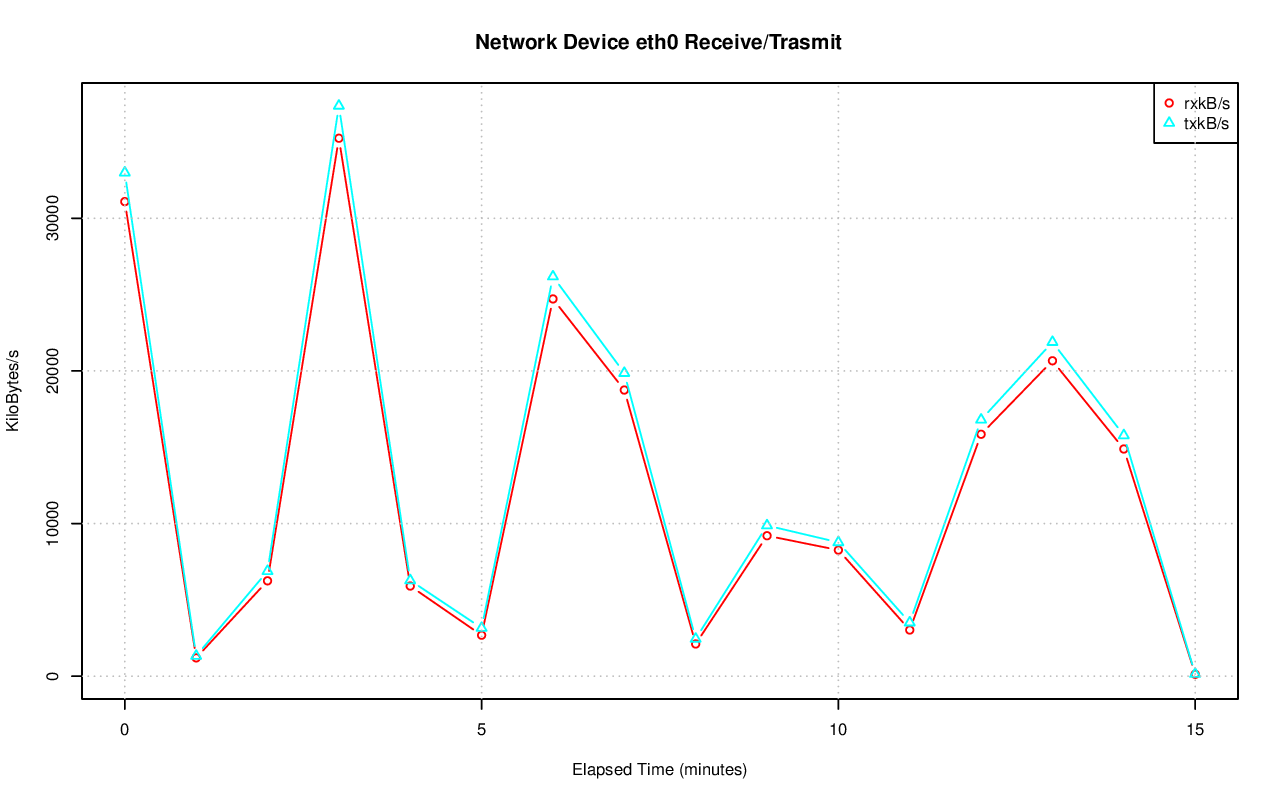 Network Device eth0 Receive/Trasmit
rxkB/s
txkB/s
30000
20000
10000
0
KiloBytes/s
0 5 10 15
Elapsed Time (minutes)